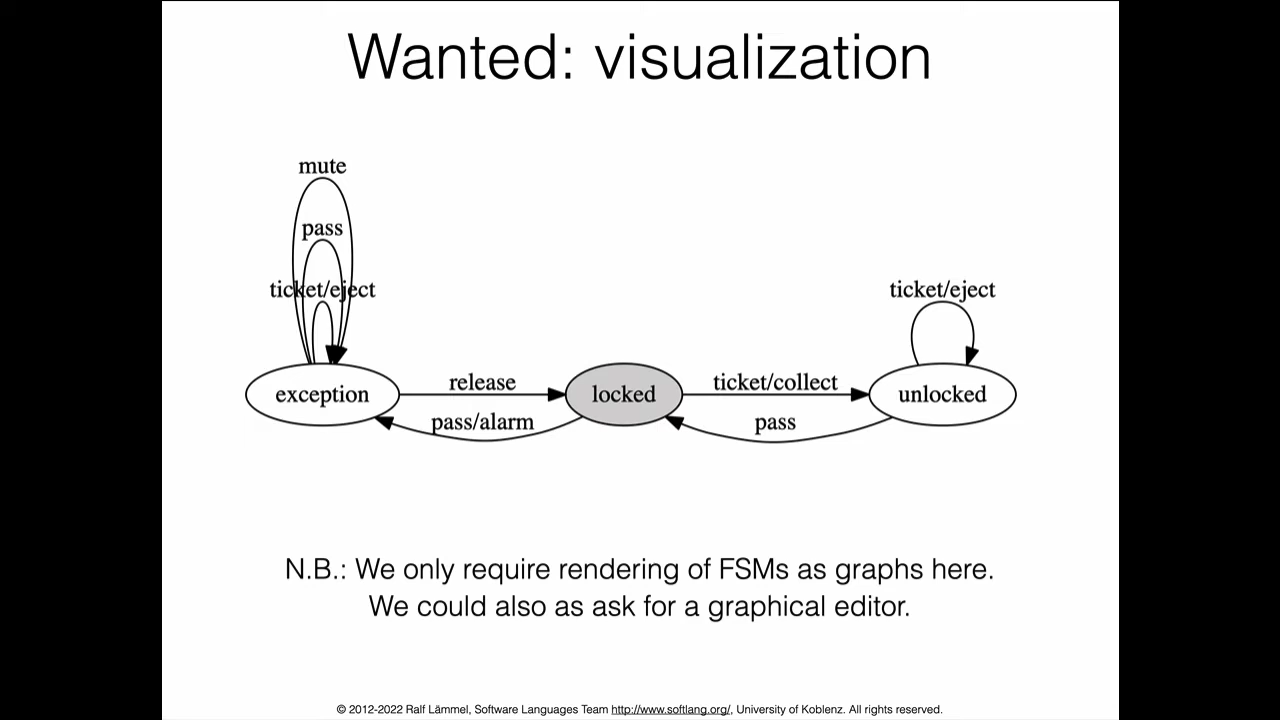 Wanted: visualization
mute
pass
ticket/eject
ticket/eject
exception
release
locked
ticket/collect
unlocked
pass/alarm
pass
N.B.: We only require rendering of FSMs as graphs here.
We could also as ask for a graphical editor.
© 2012-2022 Ralf Lämmel, Software Languages Team http://www.softlang.org/, University of Koblenz. All rights reserved.